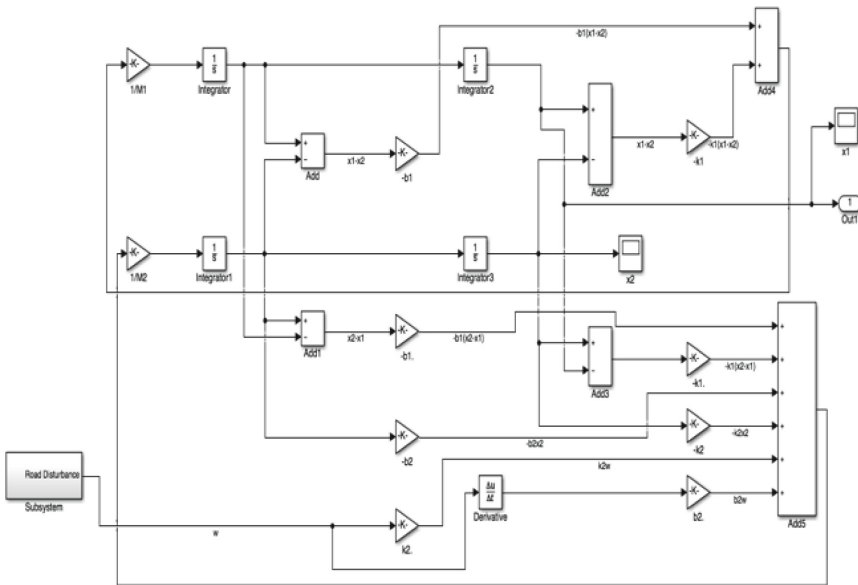 -b1(x1-x2)
Add4
-K-
1/M1
1
s
Integrator
1
s
Integrator2
+
+
+
-
Add
x1-x2
-K-
-b1
+
-
Add2
x1-x2
-K-
-k1
-k1(x1-x2)
x1
1
Out1
-K-
1/M2
1
s
Integrator1
1
s
Integrator3
x2
+
-
Add1
x2-x1
-K-
-b1.
-b1(x2-x1)
+
-
Add3
-K-
-k1.
-k1(x2-x1)
-K-
-b2
-b2x2
-K-
-k2
-k2x2
Road Disturbance
Subsystem
w
-K-
k2.
k2w
Δu
Δt
Derivative
-K-
b2.
b2w
+
+
+
+
+
+
Add5